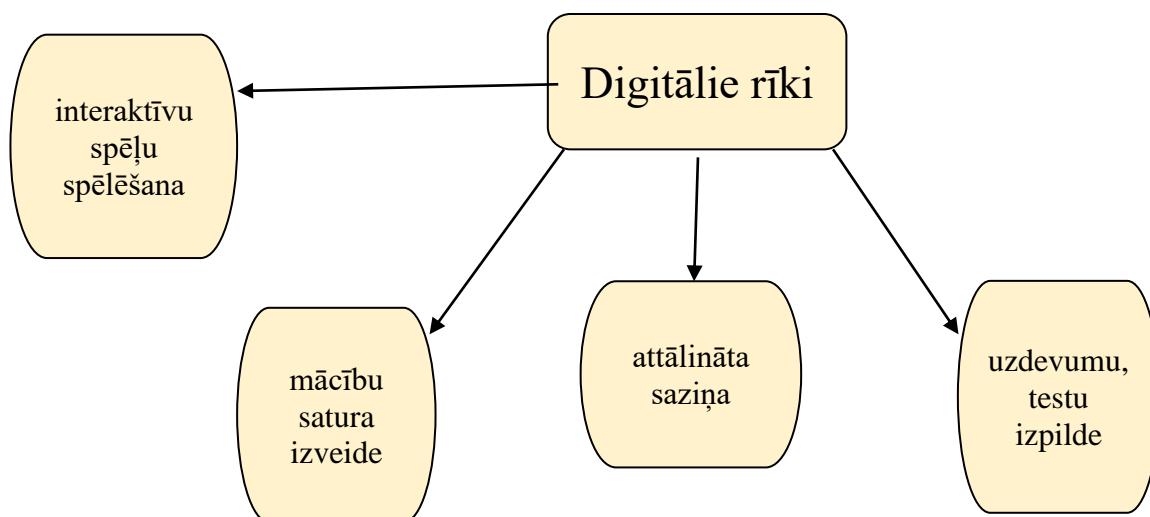 Digitālie rīki
interaktīvu
spēļu
spēlēšana
mācību
satura
izveide
attālināta
saziņa
uzdevumu,
testu
izpilde